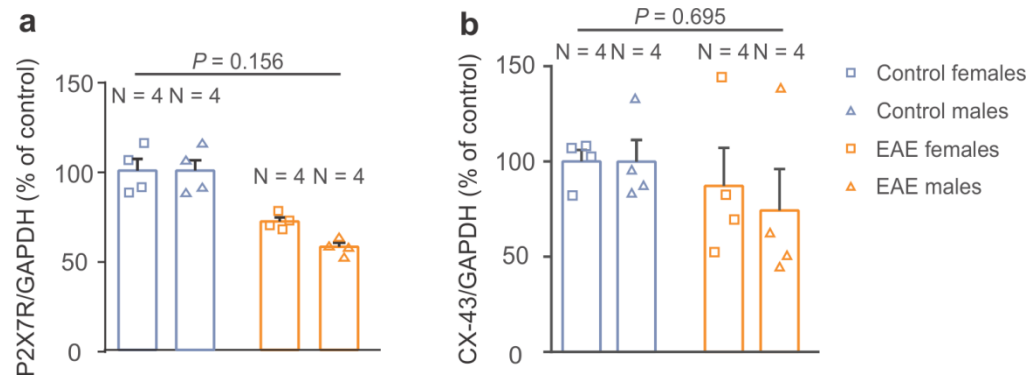 a
P2X7R/GAPDH (% of control)
P = 0.156
150
100
50
0
N = 4 N = 4
N = 4 N = 4
b
CX-43/GAPDH (% of control)
P = 0.695
N = 4 N = 4
N = 4 N = 4
150
100
50
0
Control females
Control males
EAE females
EAE males